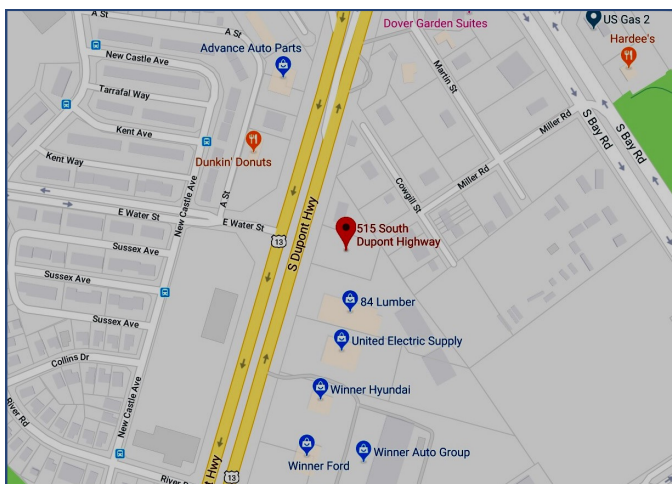 A St
A St
Dover Garden Suites
US Gas 2
Hardee's
Advance Auto Parts
New Castle Ave
Martin St
Tarrafal Way
Kent Ave
Miller Rd
S Bay Rd
S Bay Rd
Kent Way
Dunkin' Donuts
New Castle Ave
A St
Miller Rd
Cowgill St
E Water St
E Water St
13
S Dupont Hwy
515 South
Dupont Highway
Sussex Ave
Sussex Ave
84 Lumber
Sussex Ave
United Electric Supply
Collins Dr
New Castle Ave
Winner Hyundai
River Rd
Winner Ford
Winner Auto Group
River R
t Hwy
13